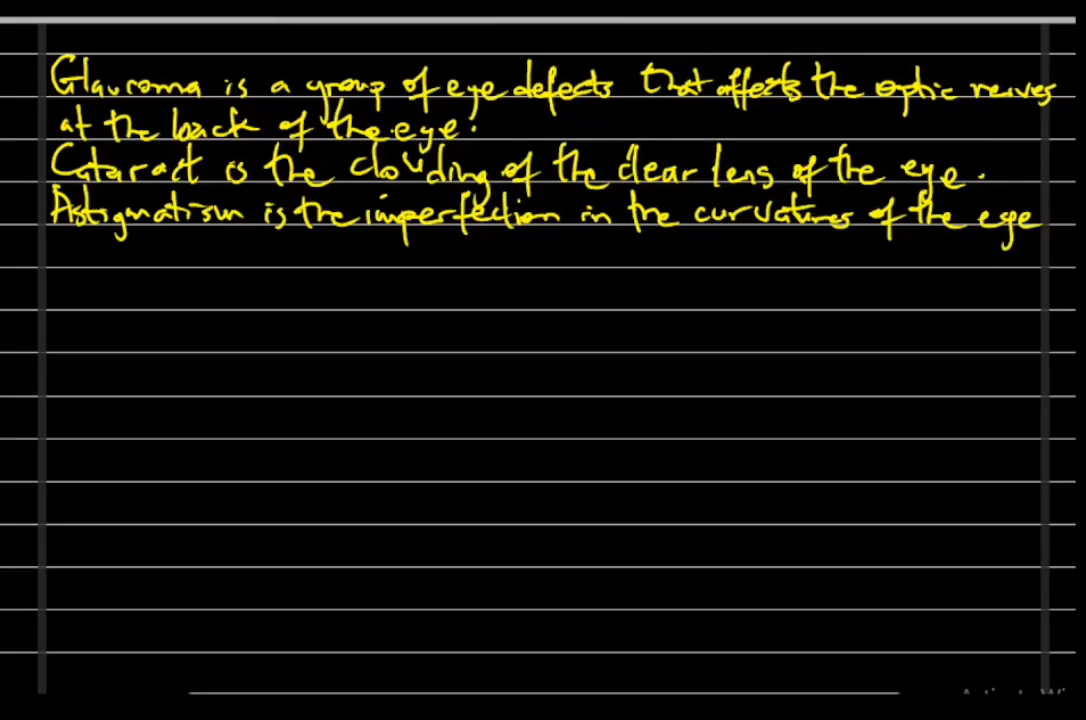 Glaucoma is a group of eye defects that affects the optic nerves
at the back of the eye.
Cataract is the clouding of the clear lens of the eye.
Astigmatism is the imperfection in the curvatures of the eye